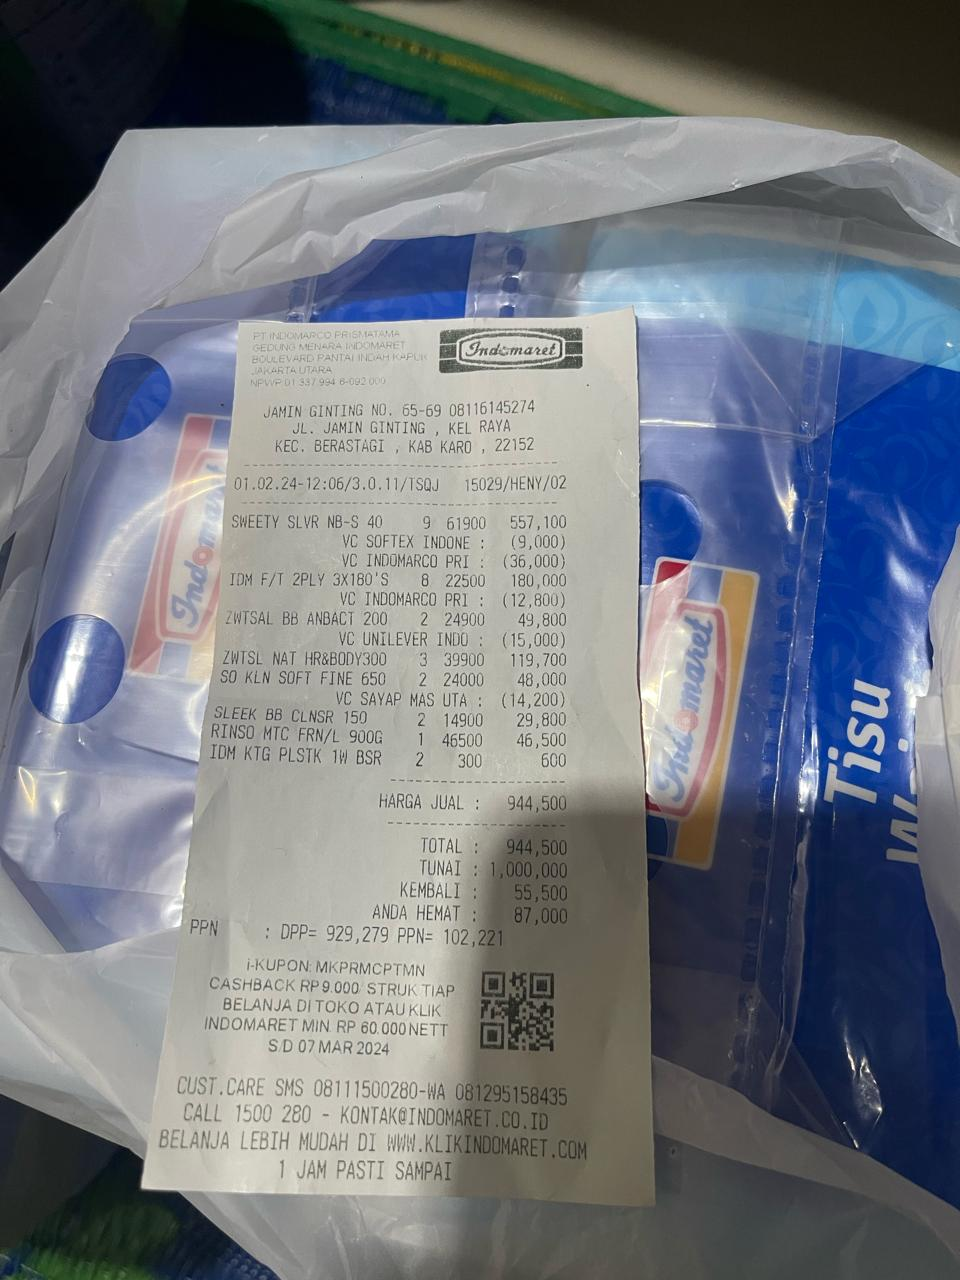 PT INDOMARCO PRISMATAMA
GEDUNG MENARA INDOMARET
BOULEVARD PANTAI INDAH KAPUK
JAKARTA UTARA
NPWP 01 337 994 6-092 000
Indomaret
JAMIN GINTING NO. 65-69 08116145274
JL. JAMIN GINTING , KEL RAYA
KEC. BERASTAGI , KAB KARO , 22152
01.02.24-12:06/3.0.11/TSQJ 15029/HENY/02
SWEETY SLVR NB-S 40 9 61900 557,100
VC SOFTEX INDONE : (9,000)
VC INDOMARCO PRI : (36,000)
IDM F/T 2PLY 3X180'S 8 22500 180,000
VC INDOMARCO PRI : (12,800)
ZWTSAL BB ANBACT 200 2 24900 49,800
VC UNILEVER INDO : (15,000)
ZWTSL NAT HR&BODY300 3 39900 119,700
SO KLN SOFT FINE 650 2 24000 48,000
VC SAYAP MAS UTA : (14,200)
SLEEK BB CLNSR 150 2 14900 29,800
RINSO MTC FRN/L 900G 1 46500 46,500
IDM KTG PLSTK 1W BSR 2 300 600
HARGA JUAL : 944,500
TOTAL : 944,500
TUNAI : 1,000,000
KEMBALI : 55,500
ANDA HEMAT : 87,000
PPN : DPP= 929,279 PPN= 102,221
i-KUPON: MKPRMCPTMN
CASHBACK RP 9.000 STRUK TIAP
BELANJA DI TOKO ATAU KLIK
INDOMARET MIN. RP 60.000 NETT
S/D 07 MAR 2024
CUST.CARE SMS 08111500280-WA 081295158435
CALL 1500 280 - KONTAK@INDOMARET.CO.ID
BELANJA LEBIH MUDAH DI WWW.KLIKINDOMARET.COM
1 JAM PASTI SAMPAI
Indomaret
Indomaret
Tisu